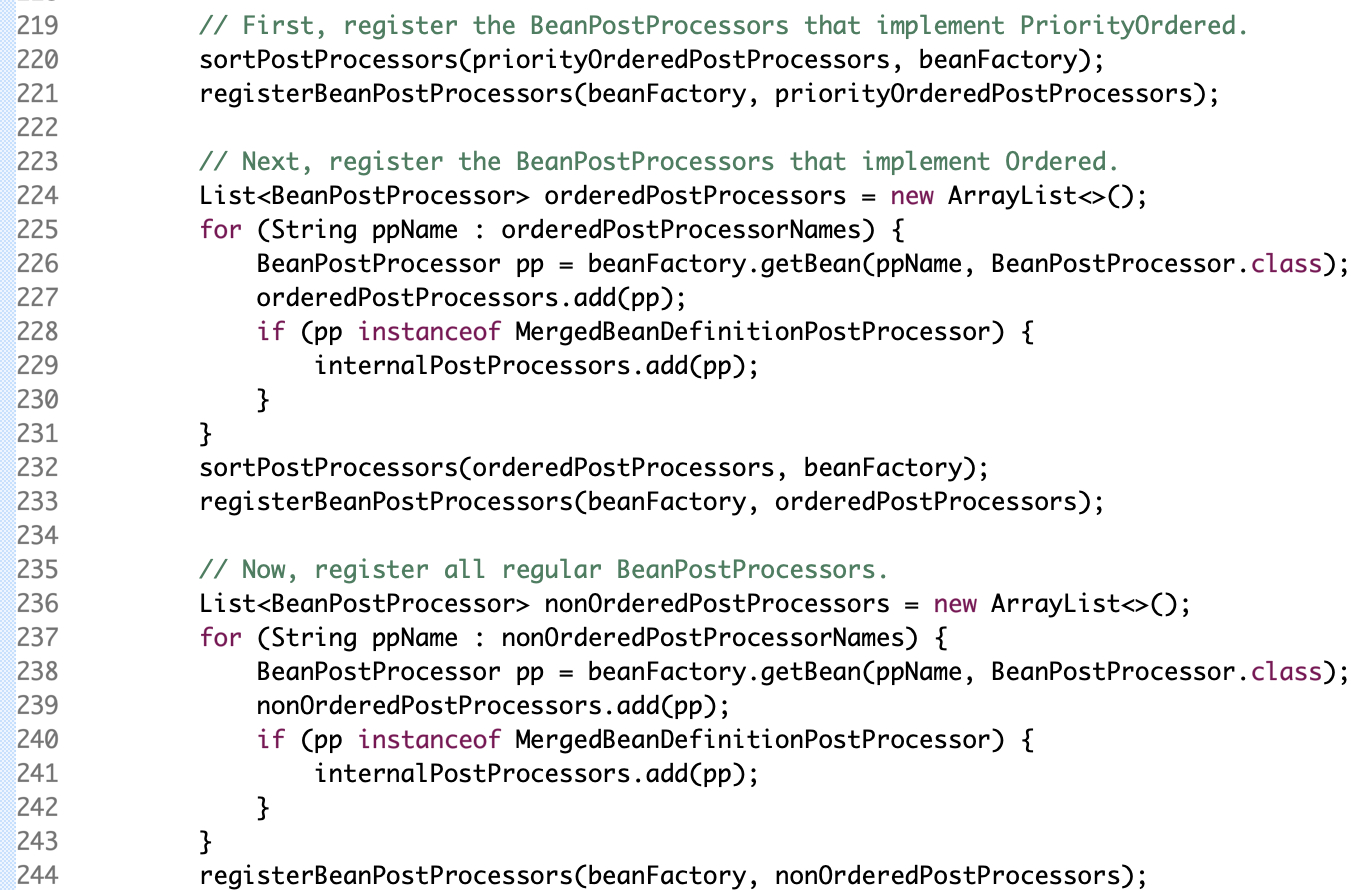 219 // First, register the BeanPostProcessors that implement PriorityOrdered.
220 sortPostProcessors(priorityOrderedPostProcessors, beanFactory);
221 registerBeanPostProcessors(beanFactory, priorityOrderedPostProcessors);
222
223 // Next, register the BeanPostProcessors that implement Ordered.
224 List<BeanPostProcessor> orderedPostProcessors = new ArrayList<>();
225 for (String ppName : orderedPostProcessorNames) {
226 BeanPostProcessor pp = beanFactory.getBean(ppName, BeanPostProcessor.class);
227 orderedPostProcessors.add(pp);
228 if (pp instanceof MergedBeanDefinitionPostProcessor) {
229 internalPostProcessors.add(pp);
230 }
231 }
232 sortPostProcessors(orderedPostProcessors, beanFactory);
233 registerBeanPostProcessors(beanFactory, orderedPostProcessors);
234
235 // Now, register all regular BeanPostProcessors.
236 List<BeanPostProcessor> nonOrderedPostProcessors = new ArrayList<>();
237 for (String ppName : nonOrderedPostProcessorNames) {
238 BeanPostProcessor pp = beanFactory.getBean(ppName, BeanPostProcessor.class);
239 nonOrderedPostProcessors.add(pp);
240 if (pp instanceof MergedBeanDefinitionPostProcessor) {
241 internalPostProcessors.add(pp);
242 }
243 }
244 registerBeanPostProcessors(beanFactory, nonOrderedPostProcessors);